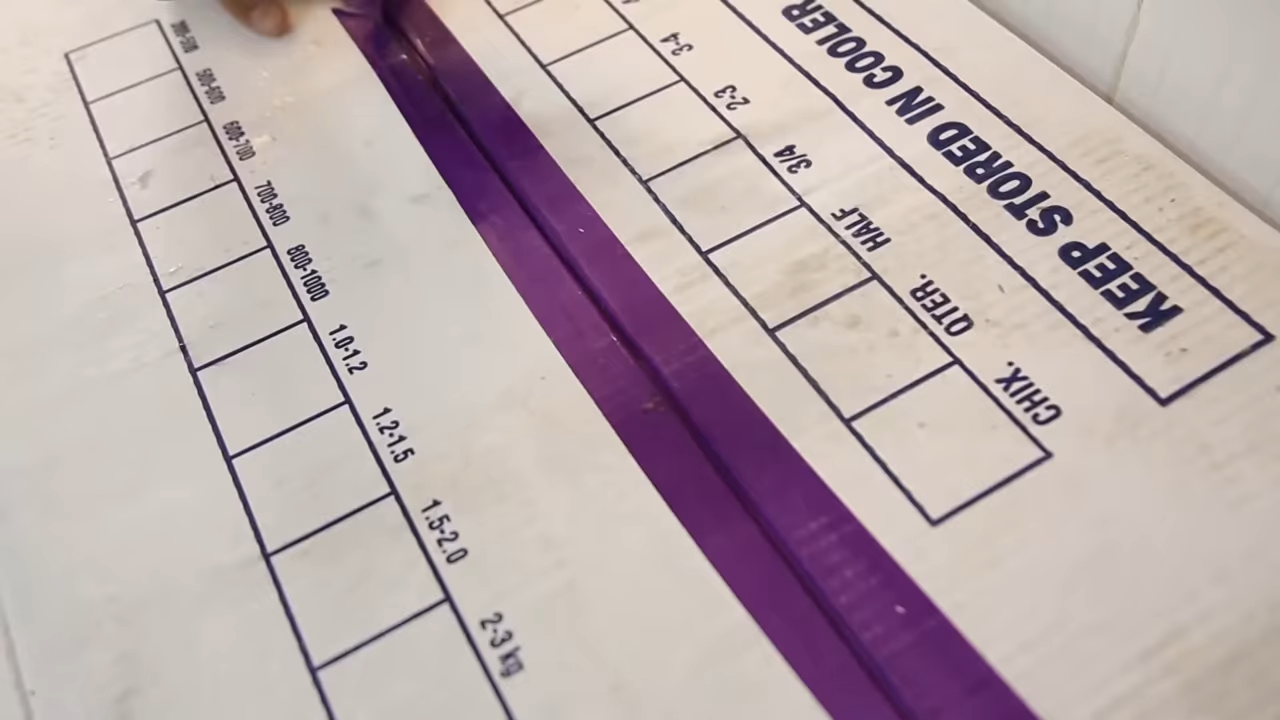 KEEP STORED IN COOLER
CHIX.
QTER.
HALF
3/4
2-3
3-4
500-600
600-700
700-800
800-1000
1.0-1.2
1.2-1.5
1.5-2.0
2-3 kg